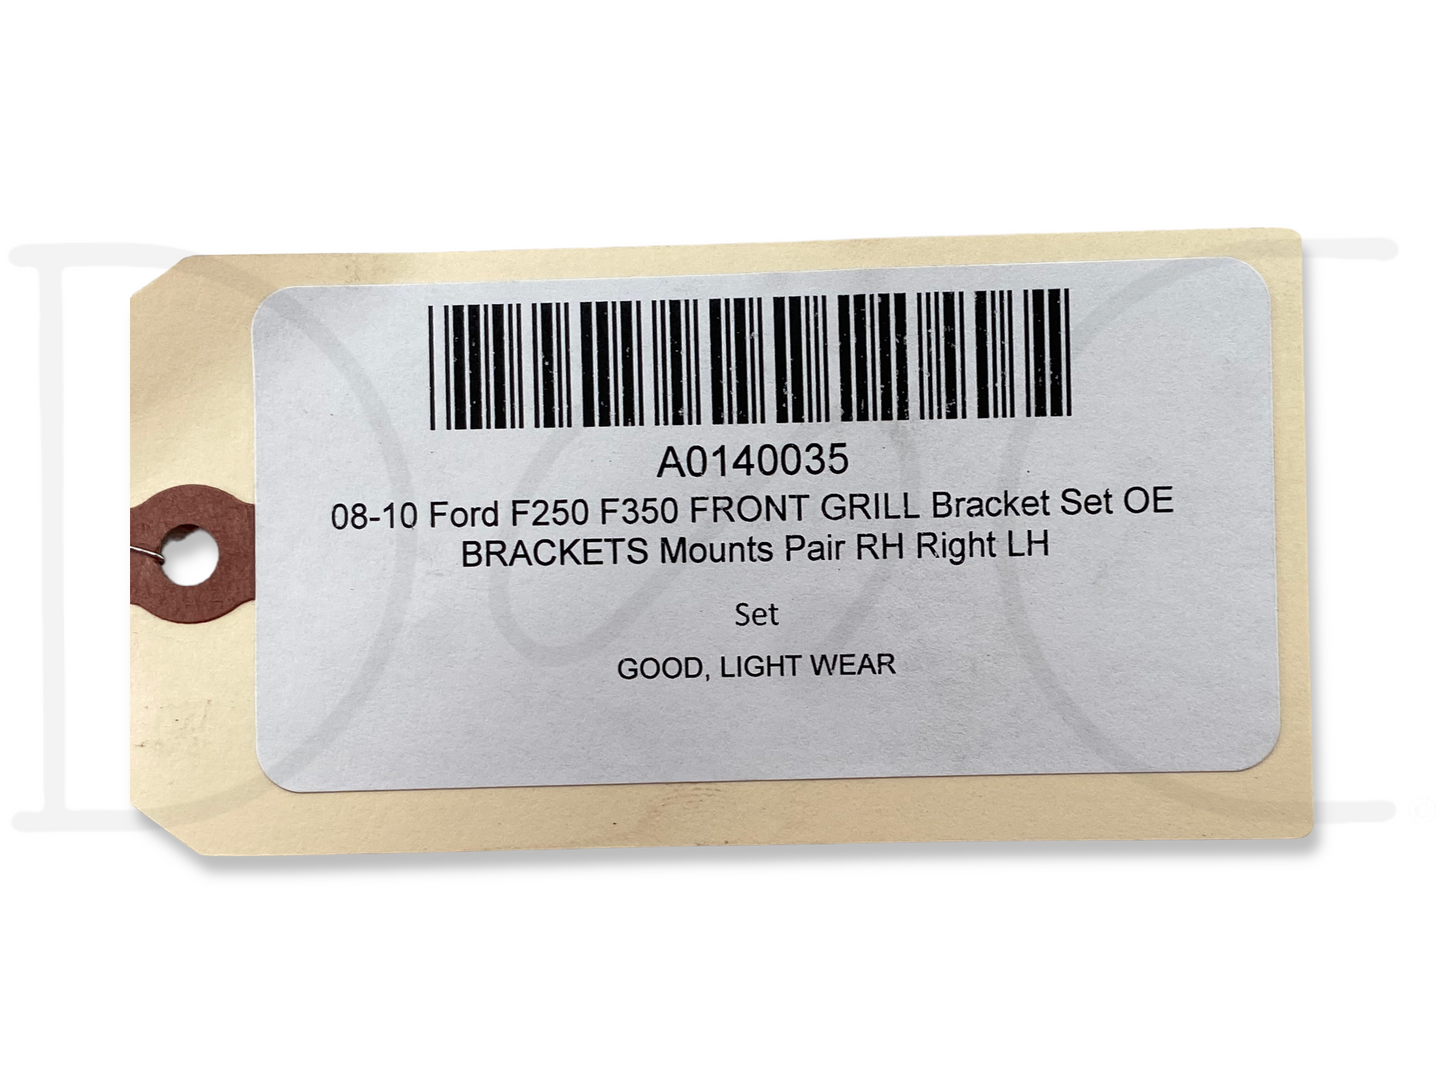 A0140035
08-10 Ford F250 F350 FRONT GRILL Bracket Set OE
BRACKETS Mounts Pair RH Right LH
Set
GOOD, LIGHT WEAR